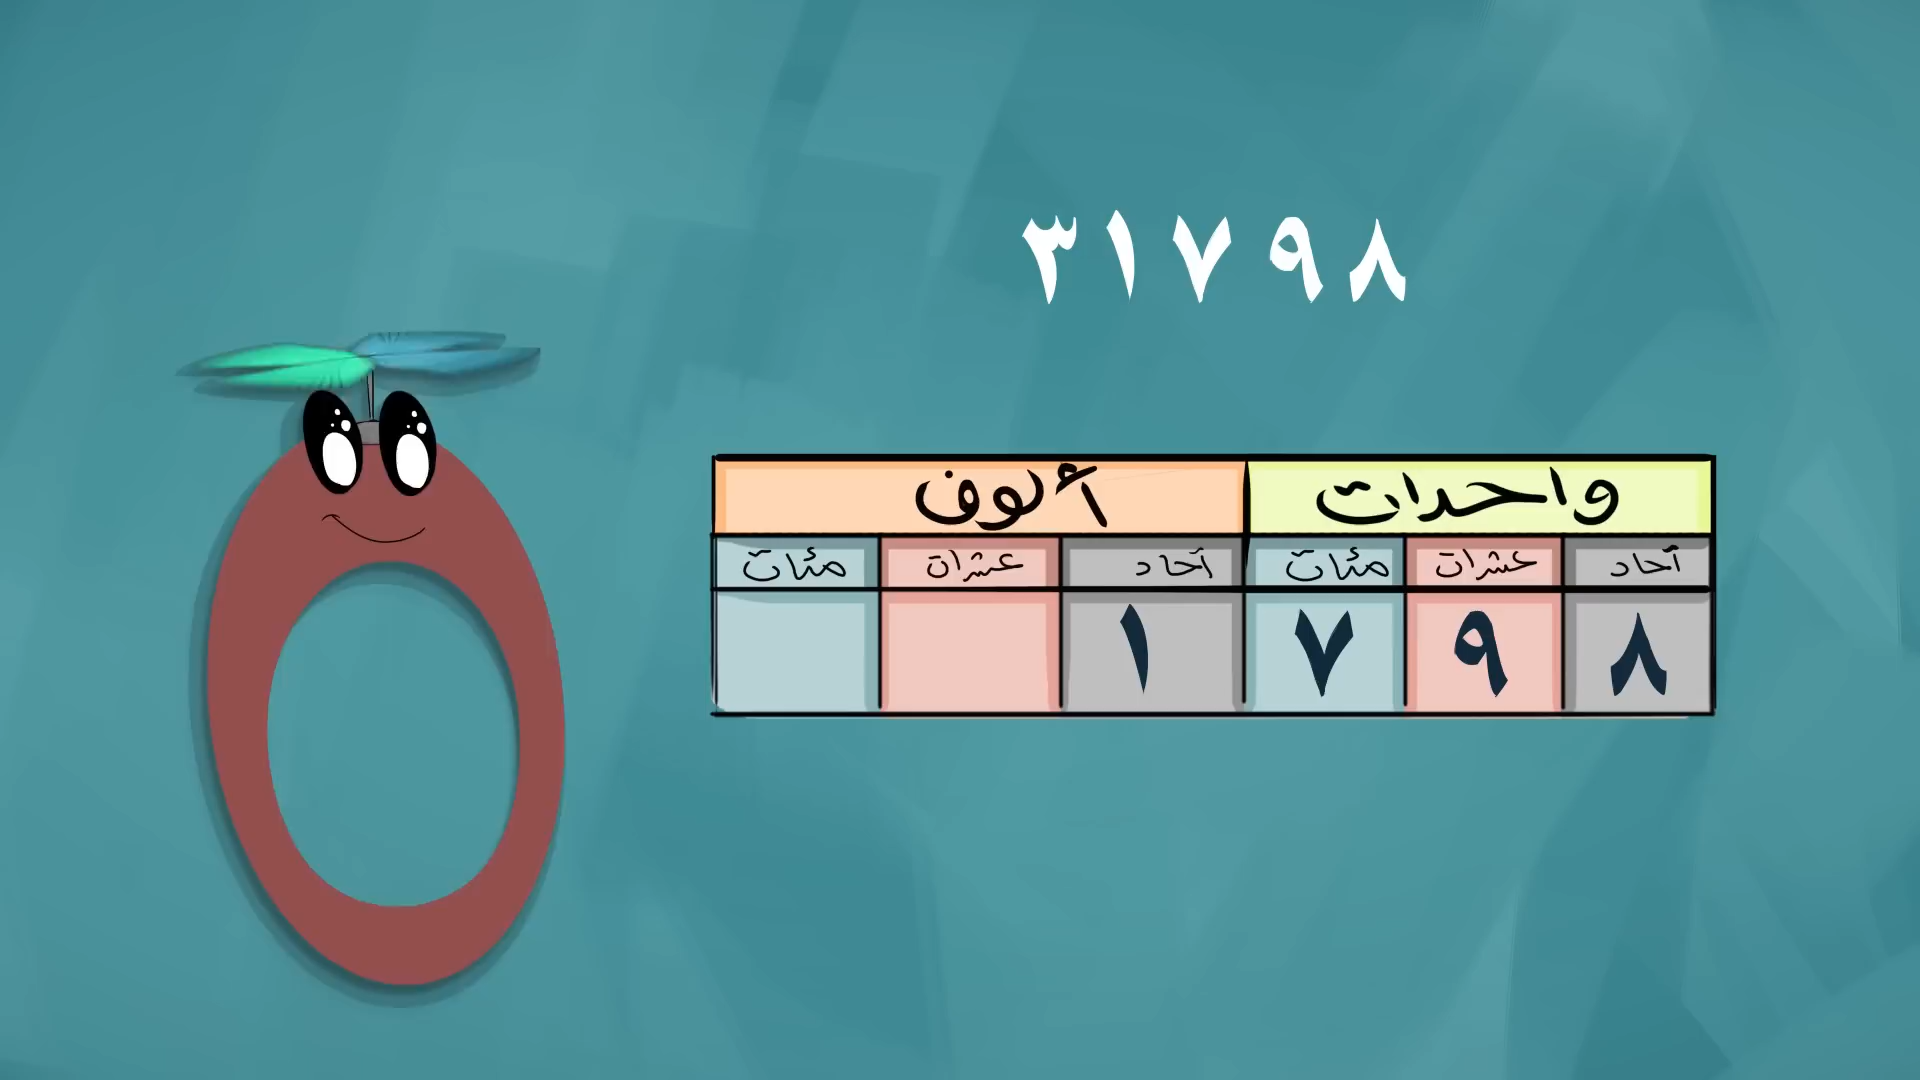 ٣١٧٩٨
واحدات ألوف
آحاد عشرات مئات آحاد عشرات مئات
٨ ٩ ٧ ١